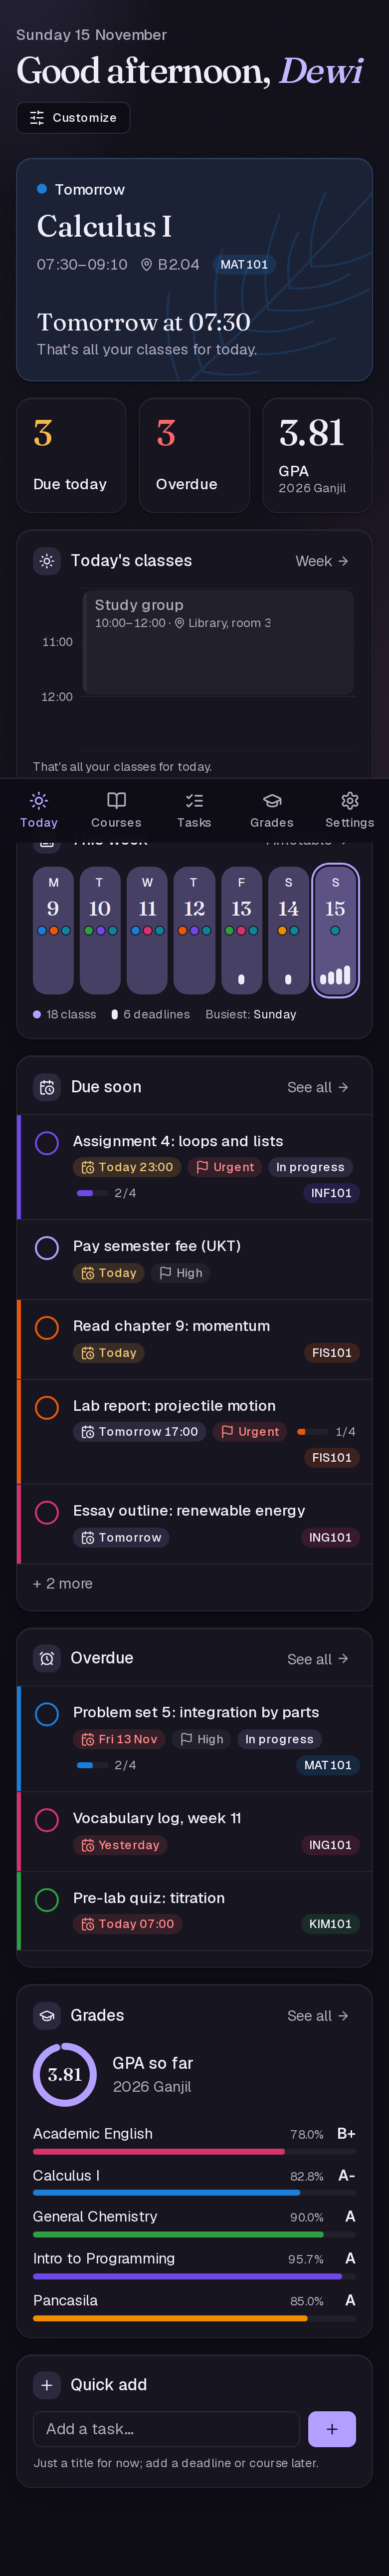 Sunday 15 November
Good afternoon, Dewi
Customize
Tomorrow
Calculus I
07:30–09:10 B2.04 MAT101
Tomorrow at 07:30
That's all your classes for today.
3
Due today
3
Overdue
3.81
GPA
2026 Ganjil
Today's classes
Week →
Study group
10:00–12:00 · Library, room 3
11:00
12:00
That's all your classes for today.
Today
Courses
Tasks
Grades
Settings
M T W T F S S
9 10 11 12 13 14 15
18 classs 6 deadlines Busiest: Sunday
Due soon
See all →
Assignment 4: loops and lists
Today 23:00 Urgent In progress
2/4 INF101
Pay semester fee (UKT)
Today High
Read chapter 9: momentum
Today FIS101
Lab report: projectile motion
Tomorrow 17:00 Urgent 1/4
FIS101
Essay outline: renewable energy
Tomorrow ING101
+ 2 more
Overdue
See all →
Problem set 5: integration by parts
Fri 13 Nov High In progress
2/4 MAT101
Vocabulary log, week 11
Yesterday ING101
Pre-lab quiz: titration
Today 07:00 KIM101
Grades
See all →
3.81
GPA so far
2026 Ganjil
Academic English 78.0% B+
Calculus I 82.8% A-
General Chemistry 90.0% A
Intro to Programming 95.7% A
Pancasila 85.0% A
Quick add
Add a task...
Just a title for now; add a deadline or course later.